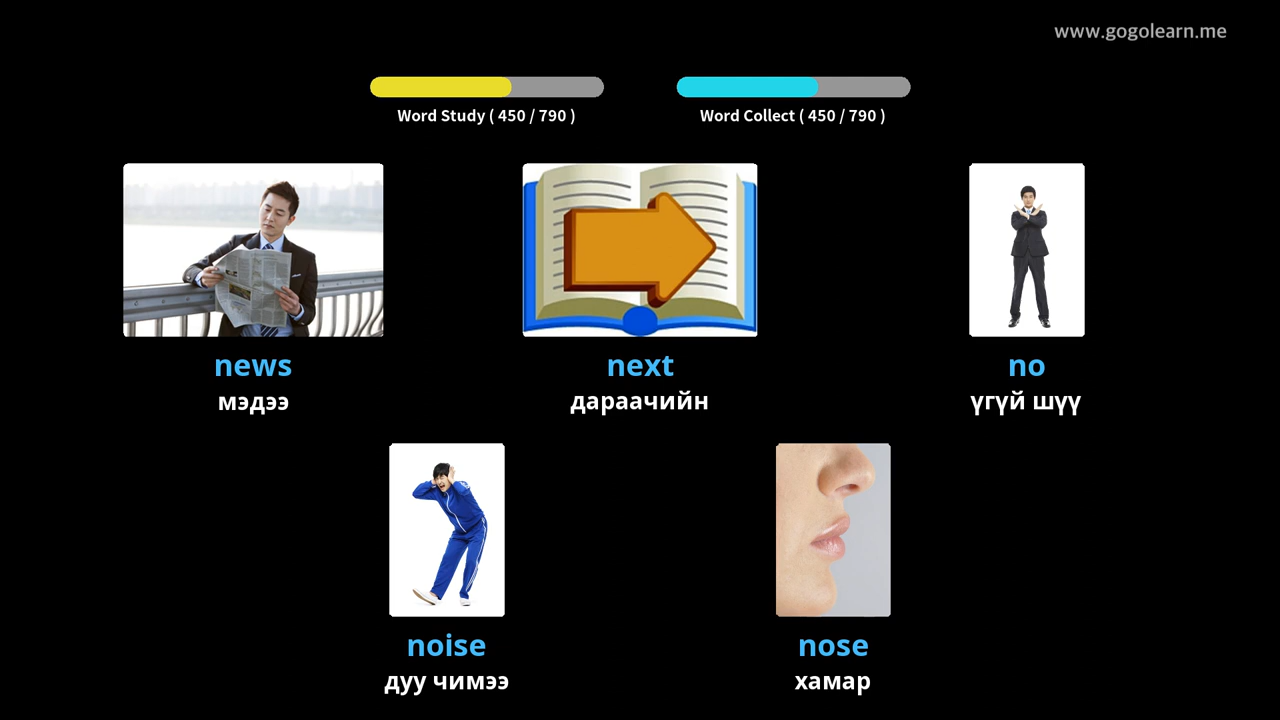 www.gogolearn.me
Word Study ( 450 / 790 )
Word Collect ( 450 / 790 )
news
мэдээ
next
дараачийн
no
үгүй шүү
noise
дуу чимээ
nose
хамар